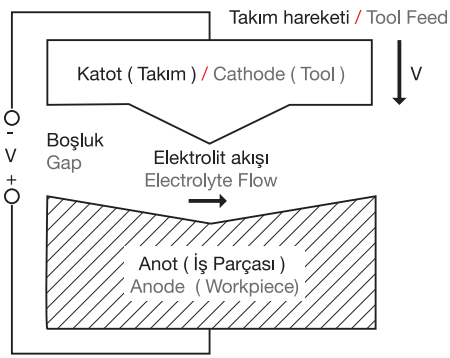 Takım hareketi / Tool Feed
Katot ( Takım ) / Cathode ( Tool )
V
-
V
+
Boşluk
Gap
Elektrolit akışı
Electrolyte Flow
Anot ( İş Parçası )
Anode ( Workpiece)